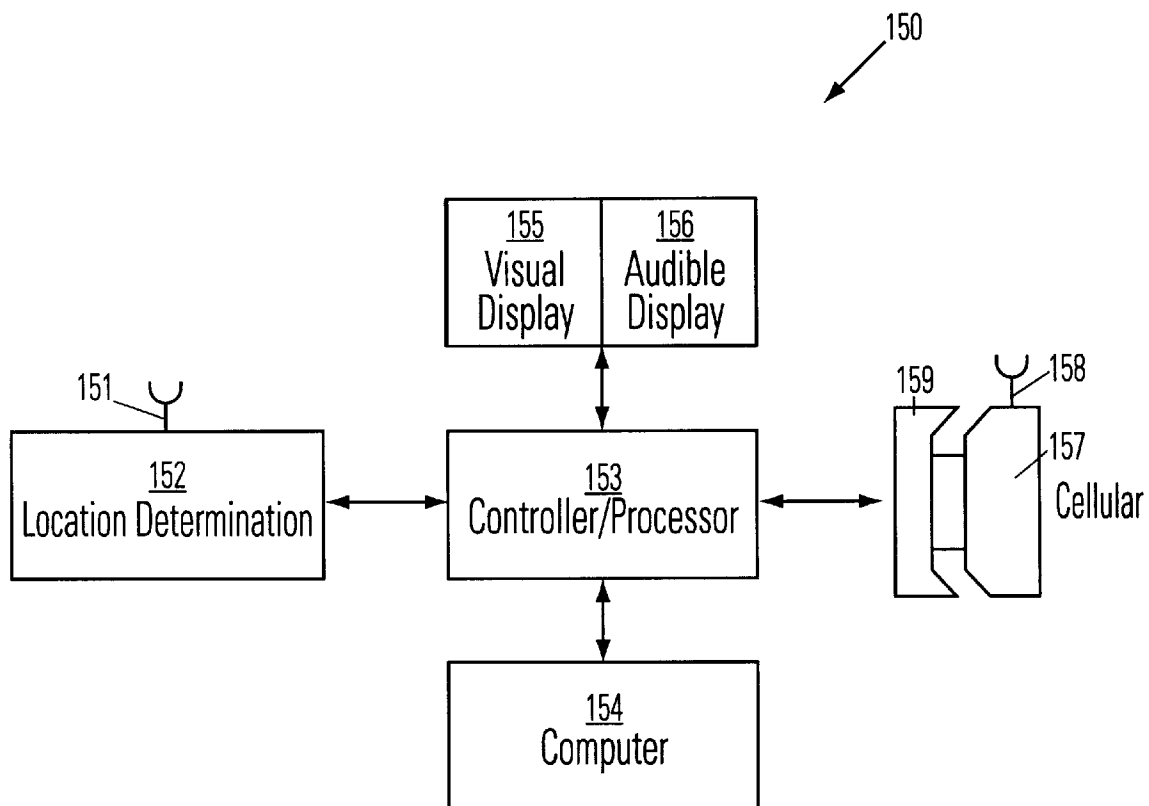 150
155
Visual
Display
156
Audible
Display
151
152
Location Determination
153
Controller/Processor
159
158
157
Cellular
154
Computer